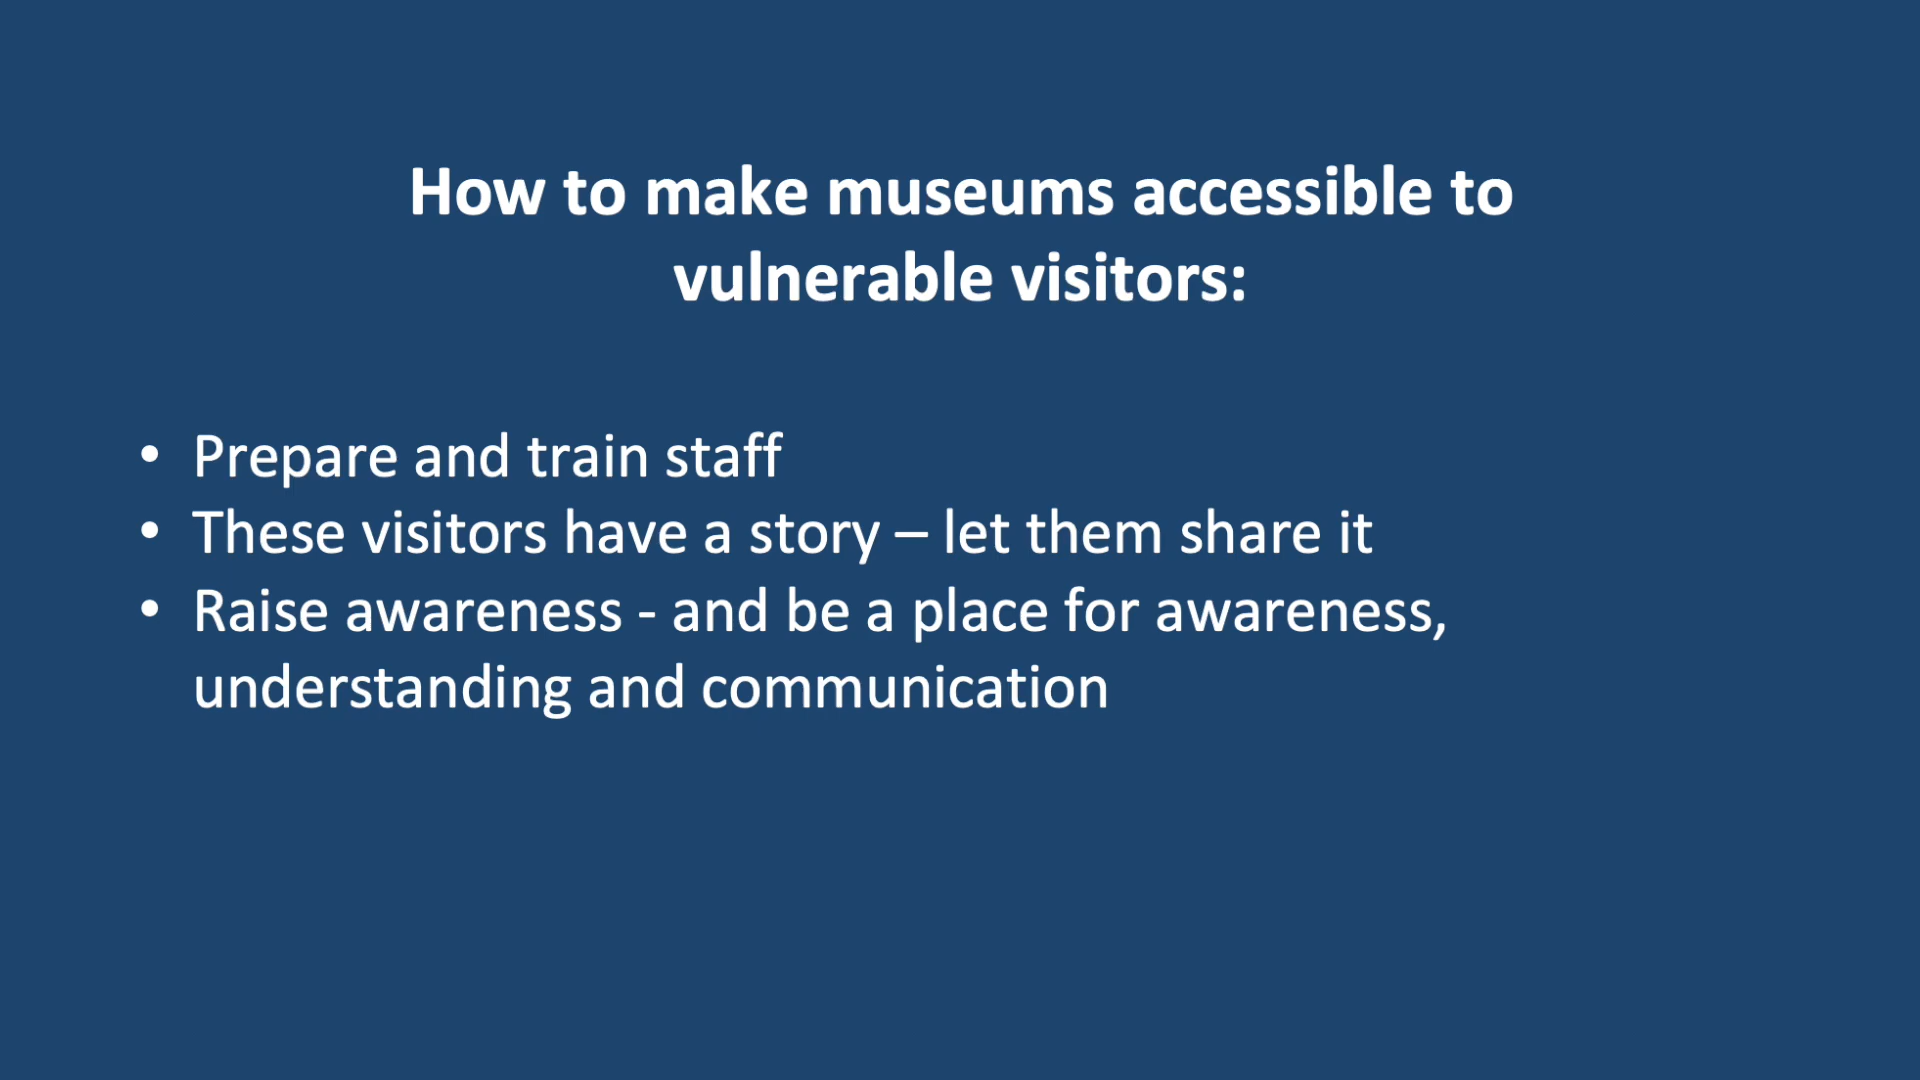 How to make museums accessible to
vulnerable visitors:
• Prepare and train staff
• These visitors have a story – let them share it
• Raise awareness - and be a place for awareness,
understanding and communication